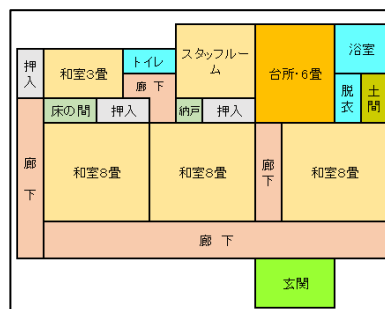 押
入
和室3畳
トイレ
スタッフルー
ム
台所・6畳
浴室
廊 下
脱
衣
土
間
床の間
押入
納戸
押入
廊
下
和室8畳
和室8畳
廊
下
和室8畳
廊 下
玄関